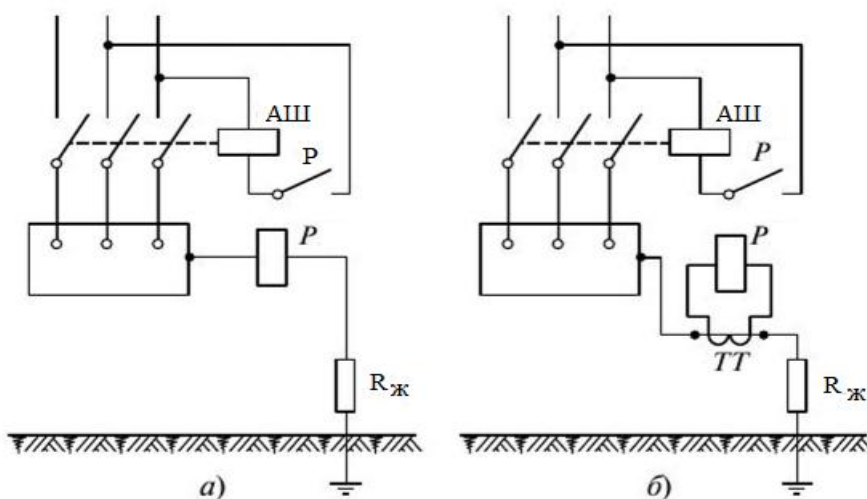 АШ АШ
Р Р
Р Р
ТТ
Rж Rж
а) б)